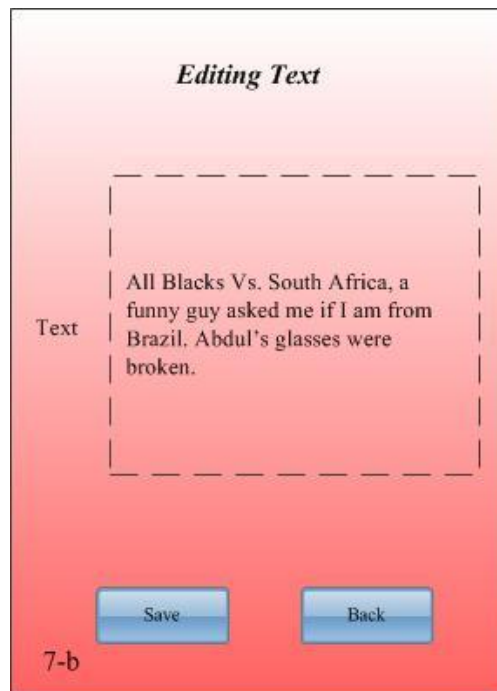 Editing Text
All Blacks Vs. South Africa, a
funny guy asked me if I am from
Text
Brazil. Abdul's glasses were
broken.
Save Back
7-b